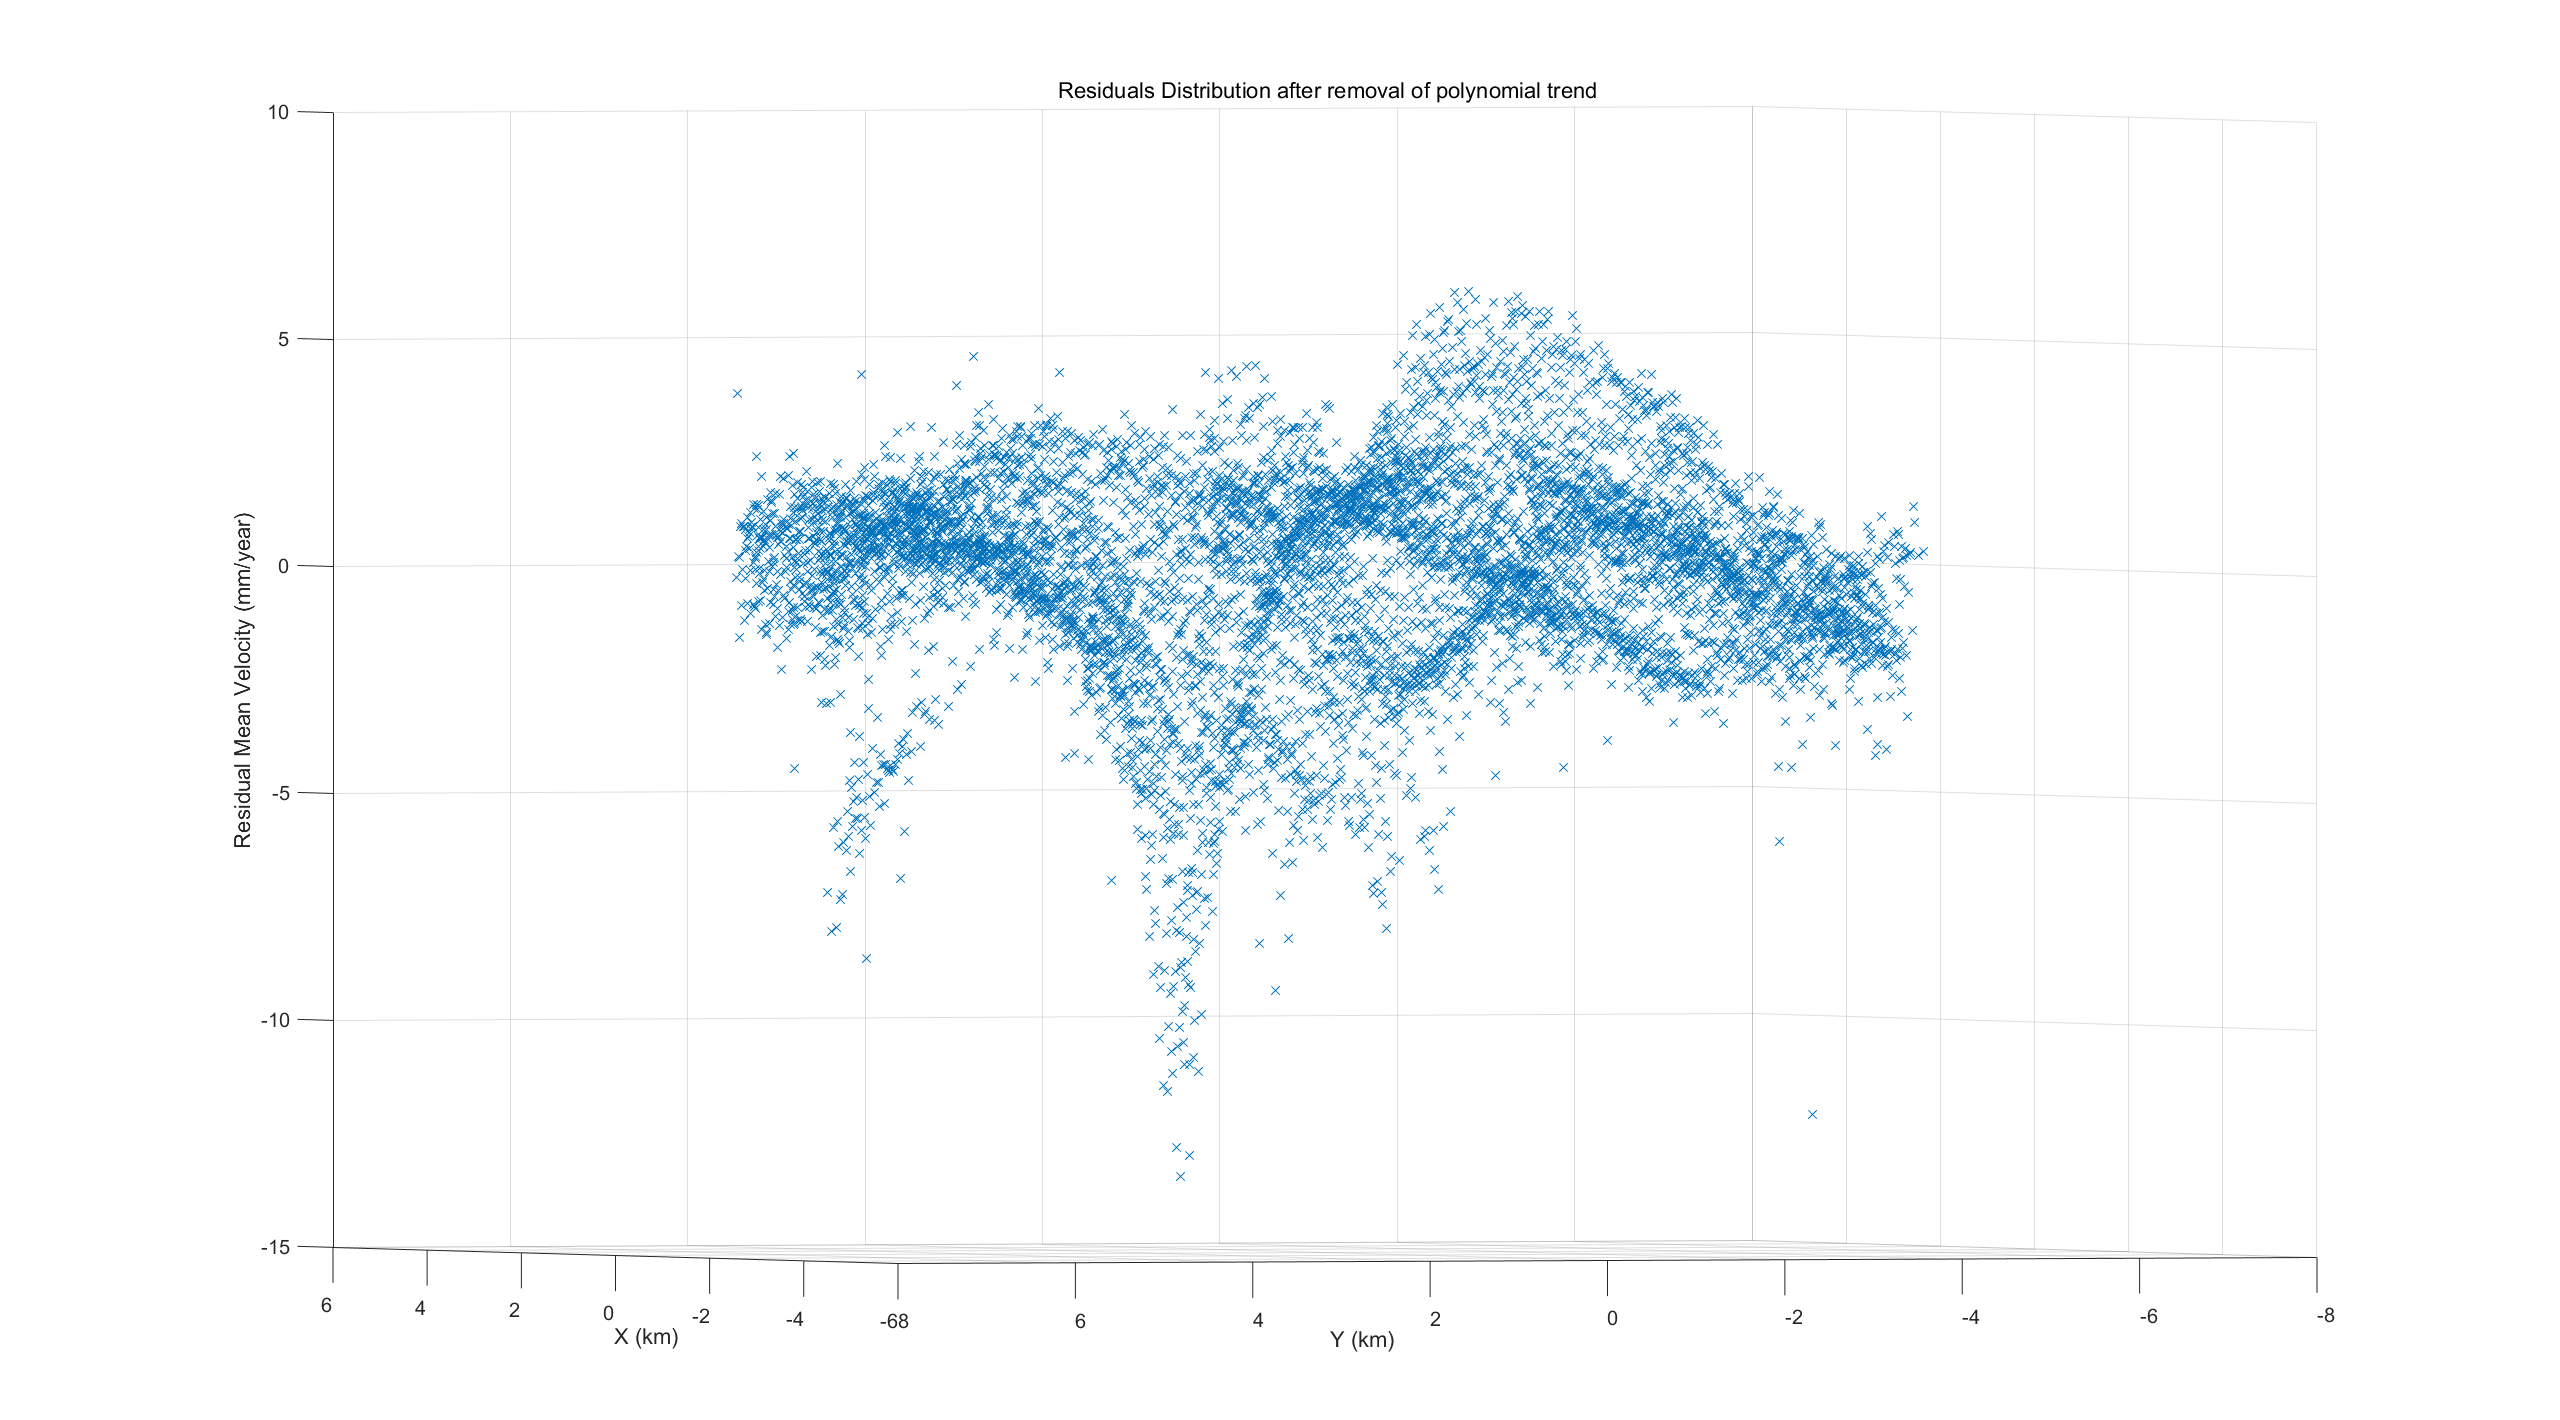 Residuals Distribution after removal of polynomial trend
10
5
0
-5
-10
-15
Residual Mean Velocity (mm/year)
6 4 2 0 -2 -4 -68 6 4 2 0 -2 -4 -6 -8
X (km) Y (km)